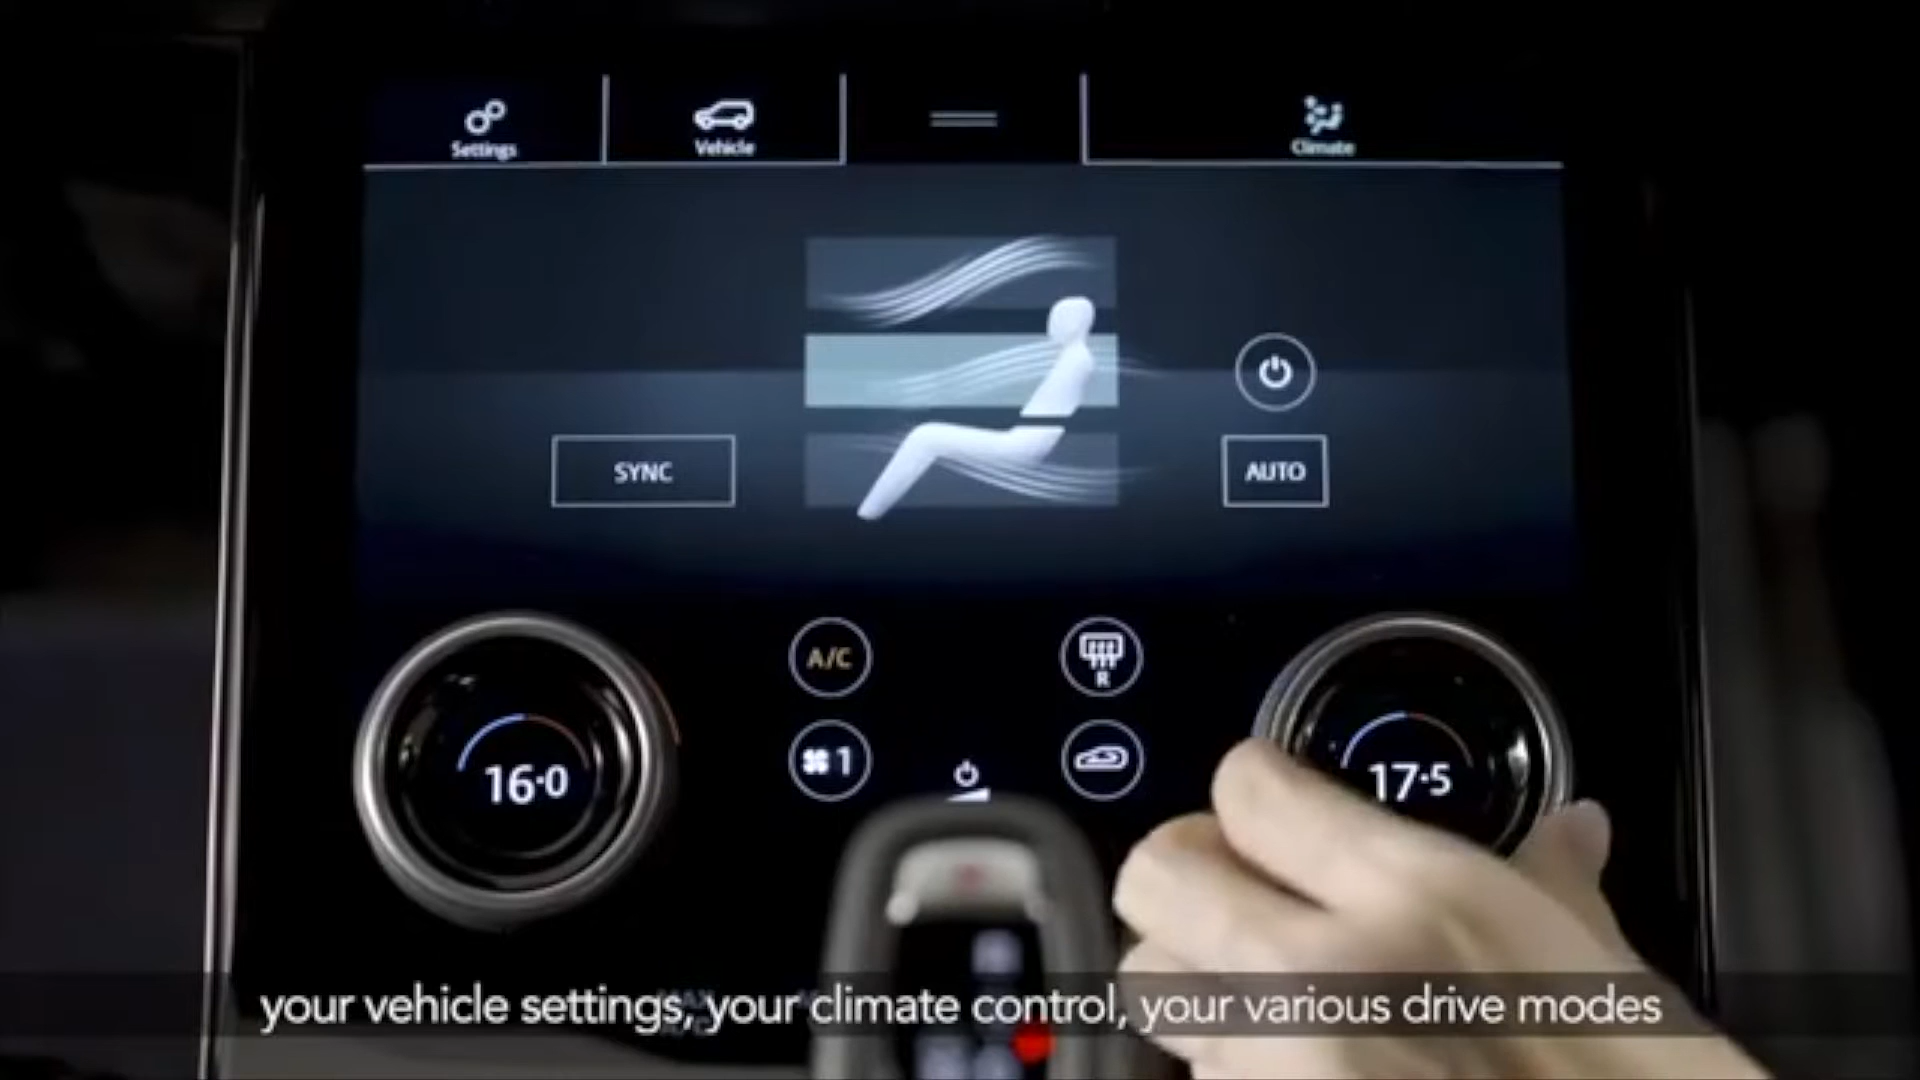 Settings
Vehicle
Climate
SYNC
AUTO
A/C
R
16·0
1
17·5
your vehicle settings, your climate control, your various drive modes